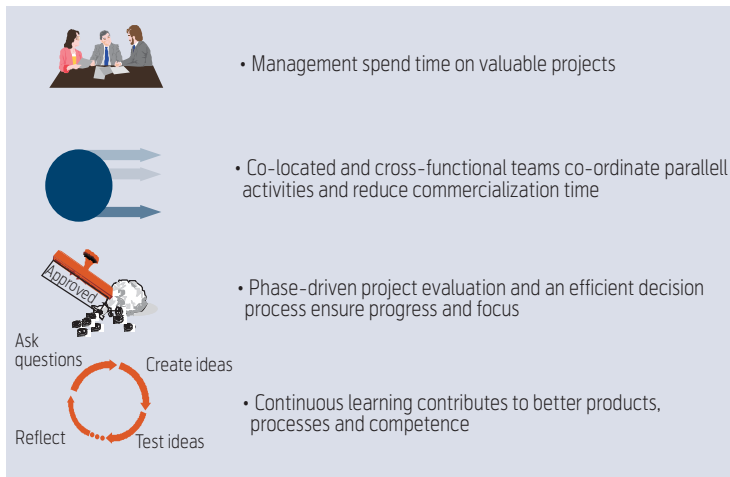 • Management spend time on valuable projects
• Co-located and cross-functional teams co-ordinate parallell
activities and reduce commercialization time
Approved
• Phase-driven project evaluation and an efficient decision
process ensure progress and focus
Ask
questions
Create ideas
• Continuous learning contributes to better products,
processes and competence
Reflect
Test ideas